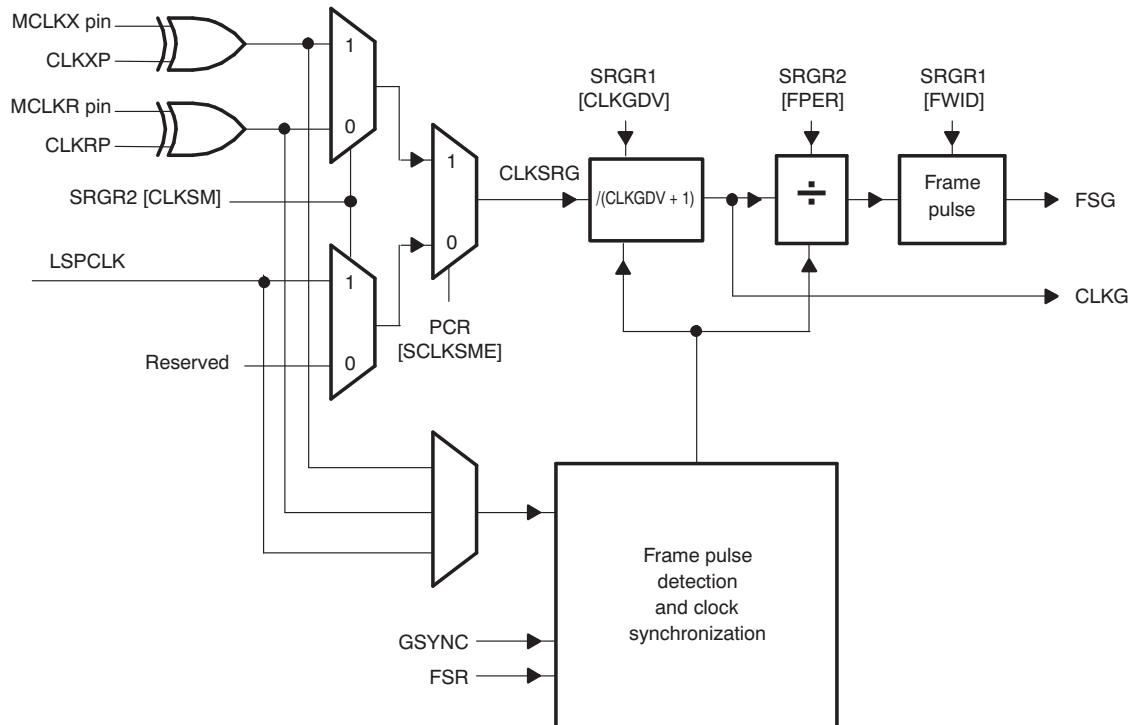 MCLKX pin
CLKXP
MCLKR pin
CLKRP
1
0
SRGR2 [CLKSM]
LSPCLK
1
0
Reserved
1
0
PCR
[SCLKSME]
CLKSRG
SRGR1
[CLKGDV]
/(CLKGDV + 1)
SRGR2
[FPER]
÷
SRGR1
[FWID]
Frame
pulse
FSG
CLKG
Frame pulse
detection
and clock
synchronization
GSYNC
FSR